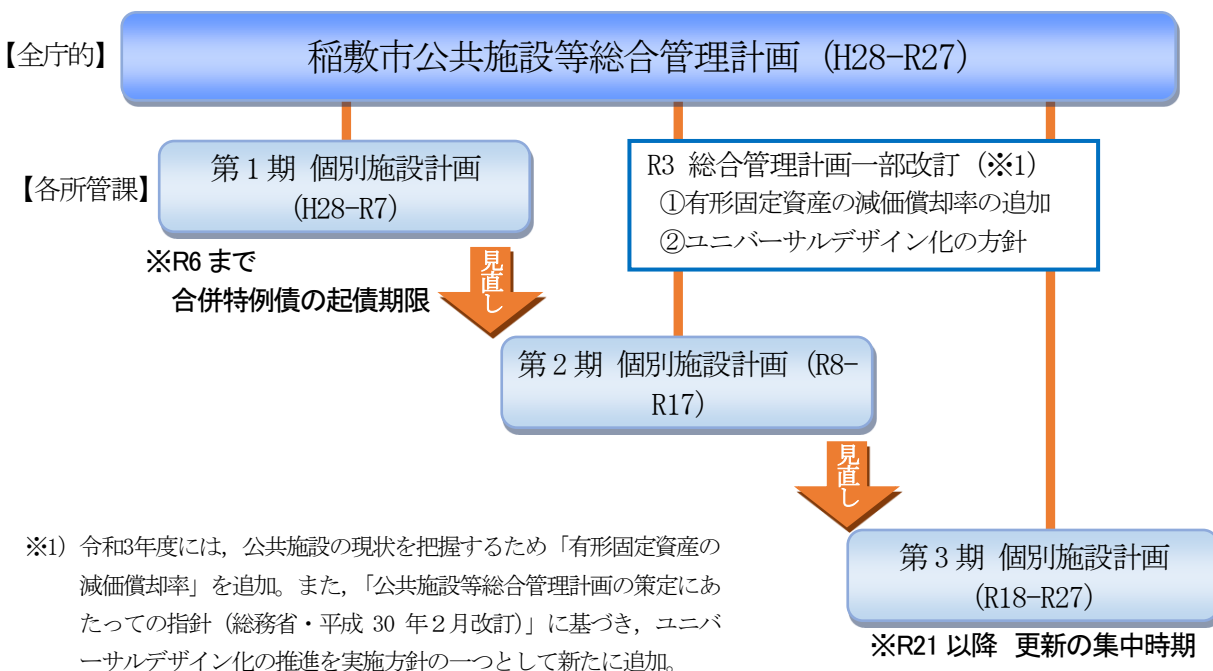 【全庁的】
稲敷市公共施設等総合管理計画（H28-R27）
【各所管課】
第１期 個別施設計画
(H28-R7)
※R6 まで
合併特例債の起債期限
見直し
R3 総合管理計画一部改訂（※1）
①有形固定資産の減価償却率の追加
②ユニバーサルデザイン化の方針
第２期 個別施設計画（R8-
R17）
見直し
第３期 個別施設計画
(R18-R27)
※R21 以降 更新の集中時期
※1）令和3年度には，公共施設の現状を把握するため「有形固定資産の
減価償却率」を追加。また，「公共施設等総合管理計画の策定にあ
たっての指針（総務省・平成 30 年２月改訂）」に基づき，ユニバ
ーサルデザイン化の推進を実施方針の一つとして新たに追加。